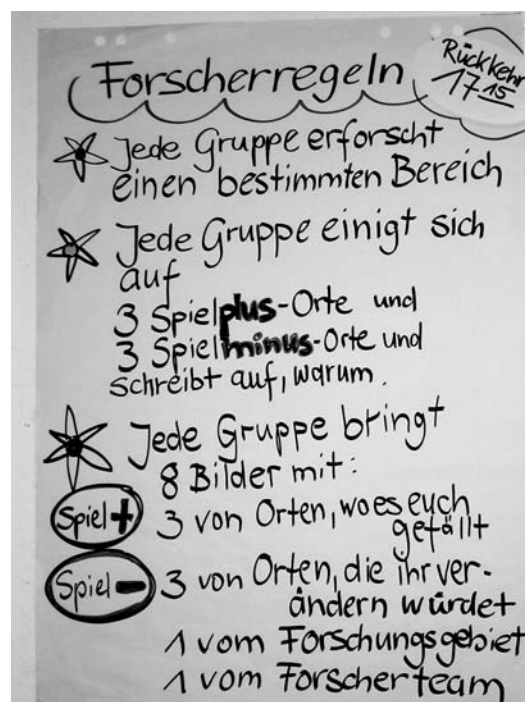 Forscherregeln
Rückkehr
17 15
Jede Gruppe erforscht
einen bestimmten Bereich
Jede Gruppe einigt sich
auf
3 Spielplus-Orte und
3 Spielminus-Orte und
schreibt auf, warum.
Jede Gruppe bringt
8 Bilder mit:
Spiel + 3 von Orten, wo es euch
gefällt
Spiel - 3 von Orten, die ihr ver-
ändern würdet
1 vom Forschungsgebiet
1 vom Forscherteam